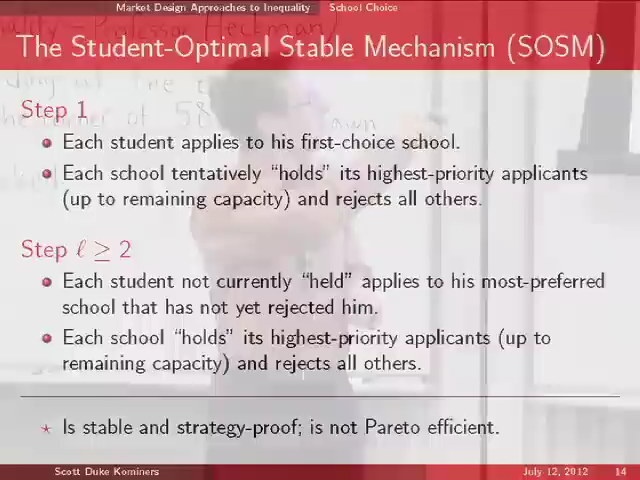 Market Design Approaches to Inequality School Choice
The Student-Optimal Stable Mechanism (SOSM)
Step 1
Each student applies to his first-choice school.
Each school tentatively “holds” its highest-priority applicants
(up to remaining capacity) and rejects all others.
Step ℓ ≥ 2
Each student not currently “held” applies to his most-preferred
school that has not yet rejected him.
Each school “holds” its highest-priority applicants (up to
remaining capacity) and rejects all others.
⋆ Is stable and strategy-proof; is not Pareto efficient.
Scott Duke Kominers July 12, 2012 14